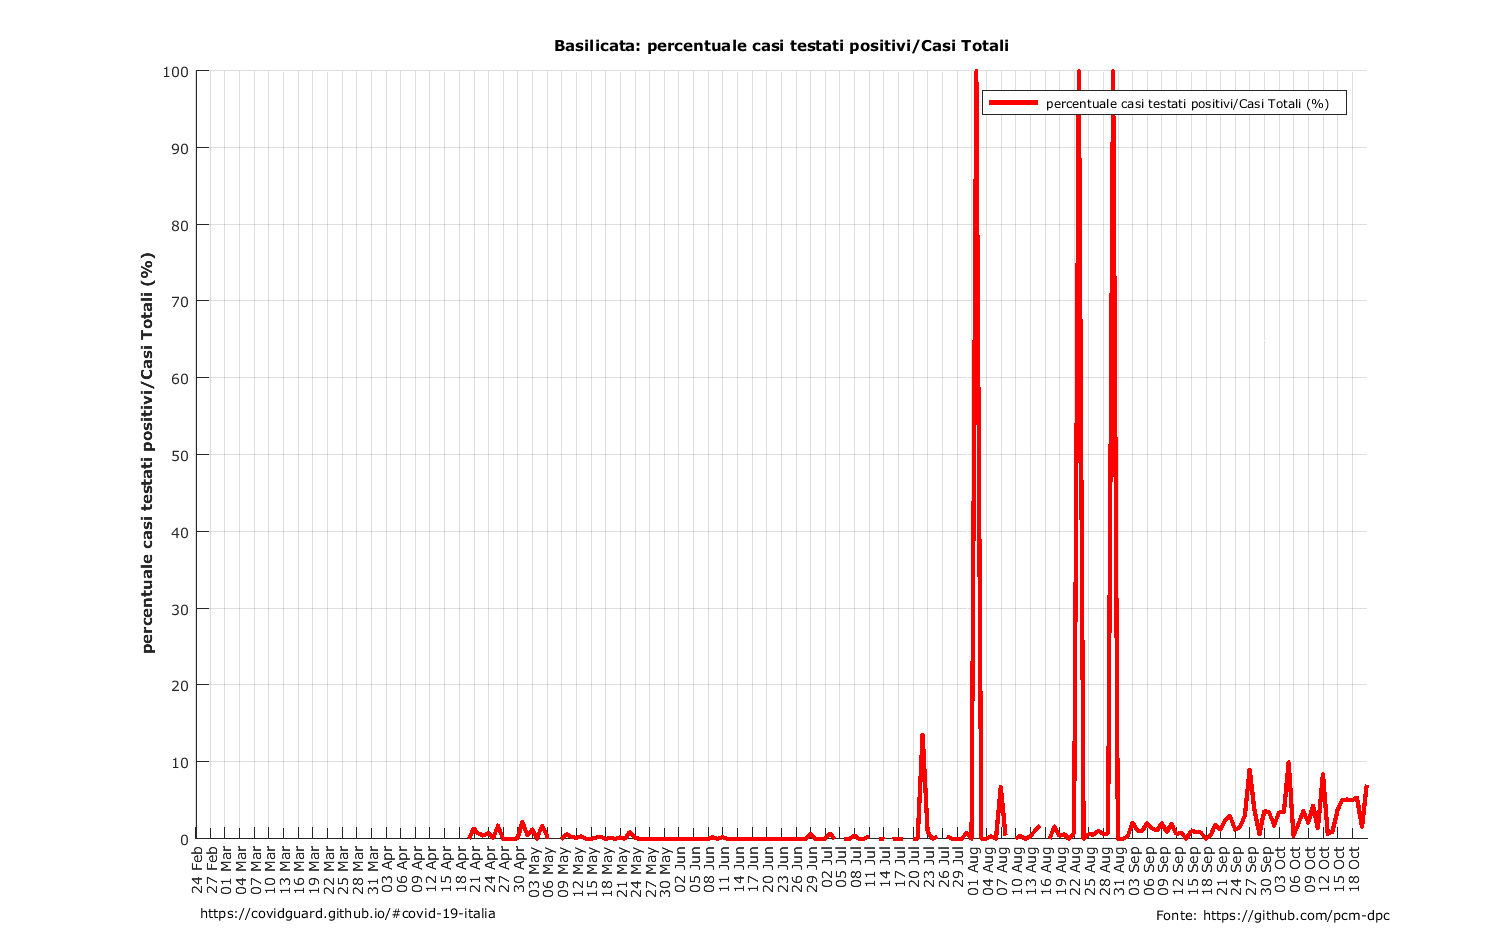 Basilicata: percentuale casi testati positivi/Casi Totali
percentuale casi testati positivi/Casi Totali (%)
percentuale casi testati positivi/Casi Totali (%)
100
90
80
70
60
50
40
30
20
10
0
24 Feb
27 Feb
01 Mar
04 Mar
07 Mar
10 Mar
13 Mar
16 Mar
19 Mar
22 Mar
25 Mar
28 Mar
31 Mar
03 Apr
06 Apr
09 Apr
12 Apr
15 Apr
18 Apr
21 Apr
24 Apr
27 Apr
30 Apr
03 May
06 May
09 May
12 May
15 May
18 May
21 May
24 May
27 May
30 May
02 Jun
05 Jun
08 Jun
11 Jun
14 Jun
17 Jun
20 Jun
23 Jun
26 Jun
29 Jun
02 Jul
05 Jul
08 Jul
11 Jul
14 Jul
17 Jul
20 Jul
23 Jul
26 Jul
29 Jul
01 Aug
04 Aug
07 Aug
10 Aug
13 Aug
16 Aug
19 Aug
22 Aug
25 Aug
28 Aug
31 Aug
03 Sep
06 Sep
09 Sep
12 Sep
15 Sep
18 Sep
21 Sep
24 Sep
27 Sep
30 Sep
03 Oct
06 Oct
09 Oct
12 Oct
15 Oct
18 Oct
https://covidguard.github.io/#covid-19-italia
Fonte: https://github.com/pcm-dpc